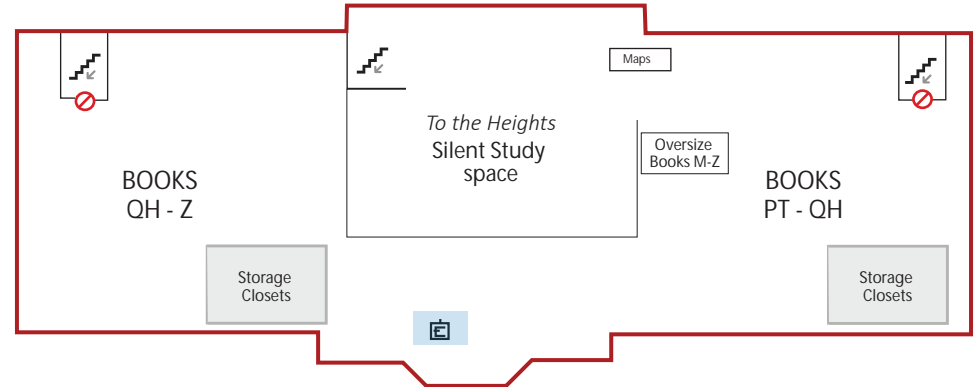 Maps
To the Heights
Silent Study
space
Oversize
Books M-Z
BOOKS
QH - Z
BOOKS
PT - QH
Storage
Closets
Storage
Closets
E